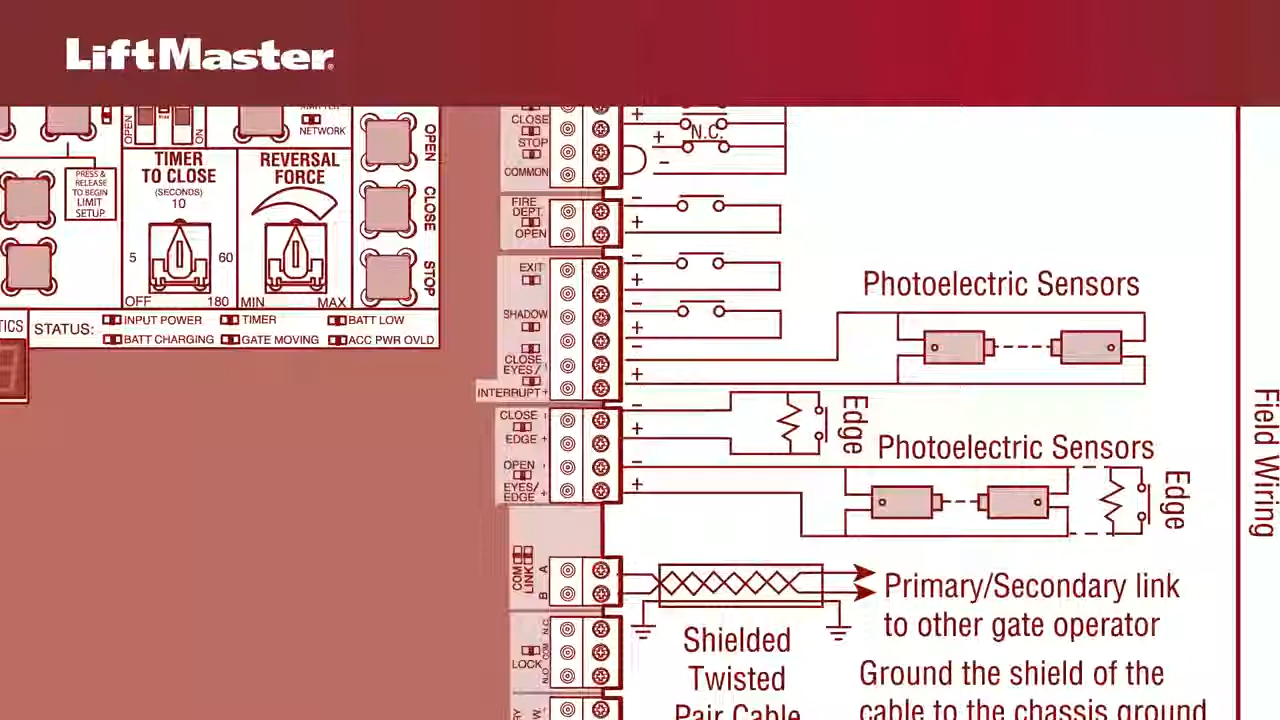 LiftMaster
OPEN
ON
NETWORK
TIMER
TO CLOSE
(SECONDS)
10
5
60
OFF
180
REVERSAL
FORCE
MIN
MAX
PRESS &
RELEASE
TO BEGIN
LIMIT
SETUP.
OPEN
CLOSE
STOP
TICS
STATUS:
INPUT POWER
TIMER
BATT LOW
BATT CHARGING
GATE MOVING
ACC PWR OVLD
CLOSE
STOP
COMMON
+
N.C.
+
−
FIRE
DEPT.
OPEN
−
+
EXIT
−
+
SHADOW
−
+
CLOSE
EYES/
INTERRUPT+
−
+
Photoelectric Sensors
CLOSE -
EDGE +
−
+
Edge
OPEN -
EYES/
EDGE +
−
+
Photoelectric Sensors
Edge
Field Wiring
COM
LINK
A
B
Primary/Secondary link
to other gate operator
Shielded
Twisted
Pair Cable
Ground the shield of the
cable to the chassis ground
LOCK
N.C
COM
N.O